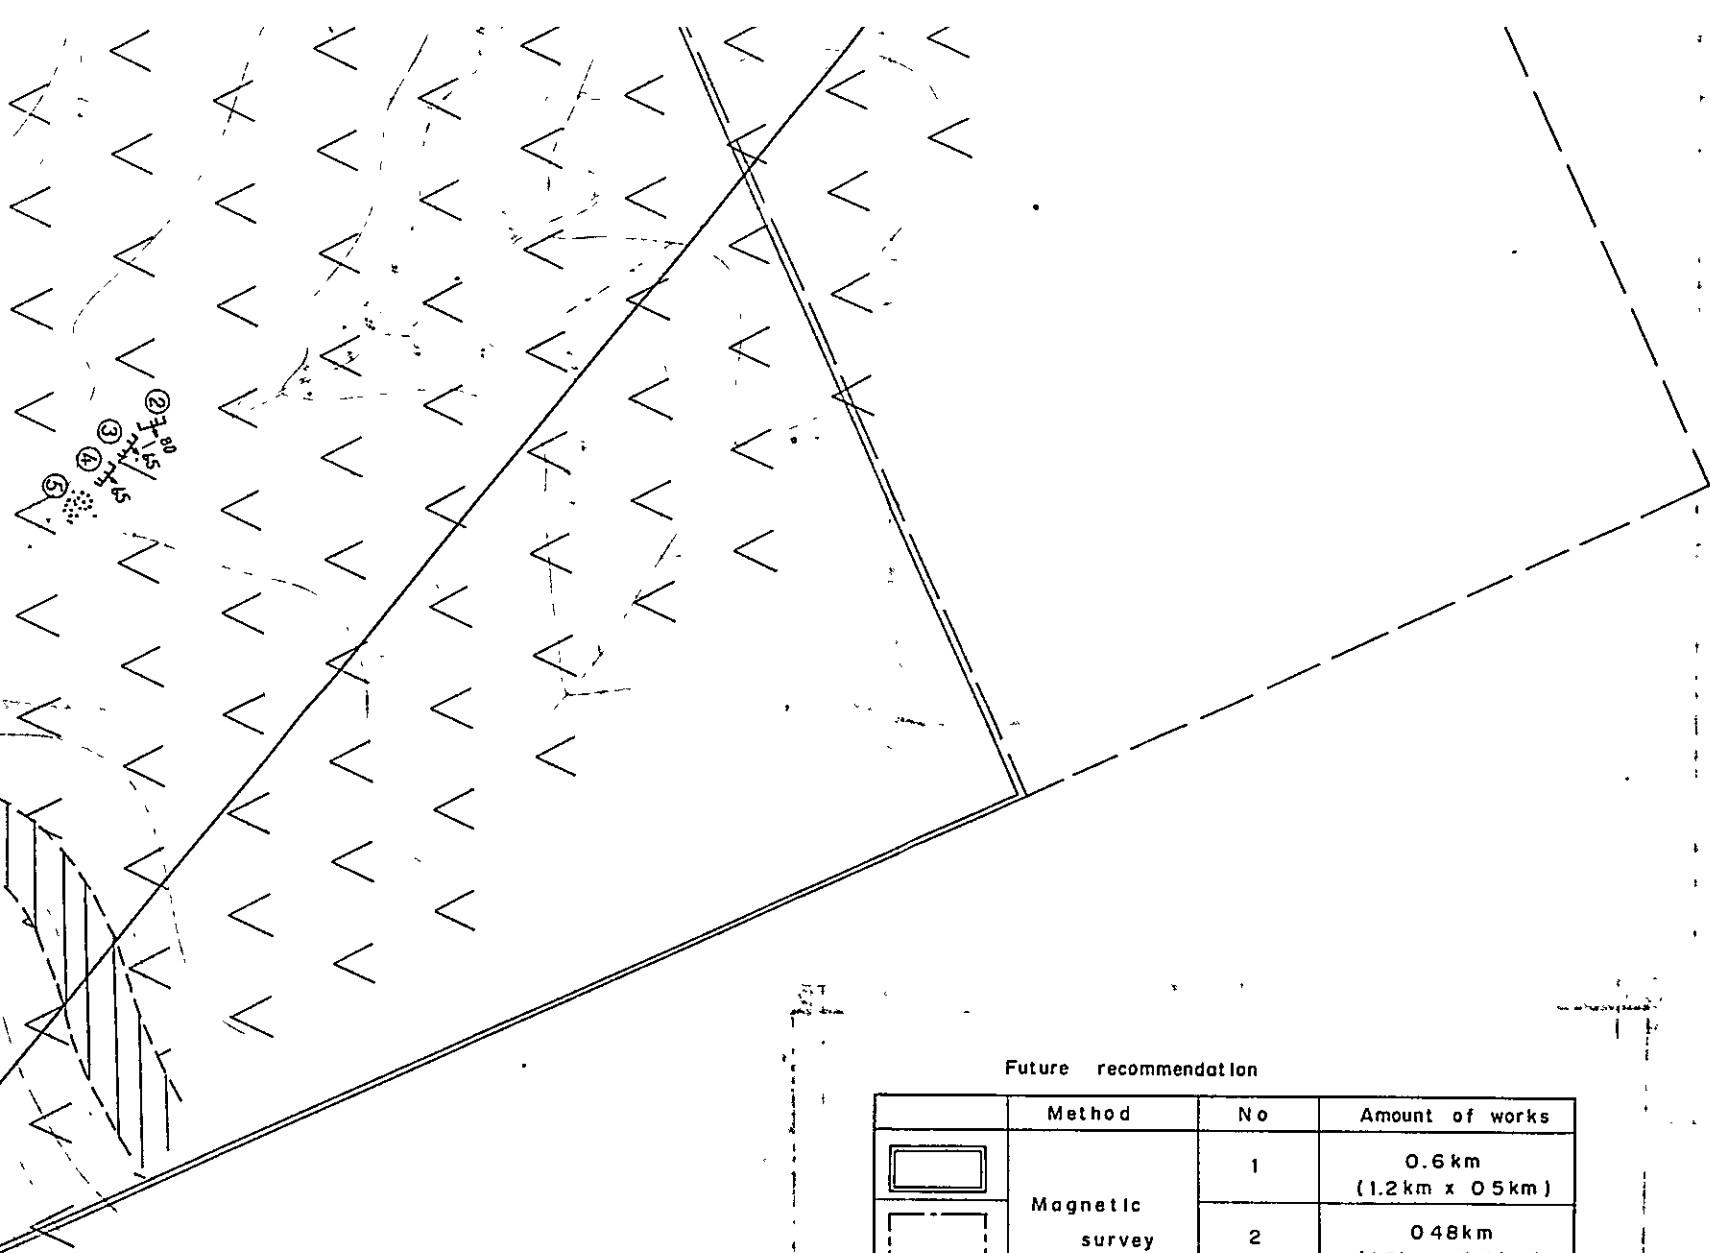 ②
80
③
65
④
65
⑤
Future recommendation
Method No Amount of works
1 0.6km
(1.2km x 0 5km)
Magnetic
survey
2 0 48km